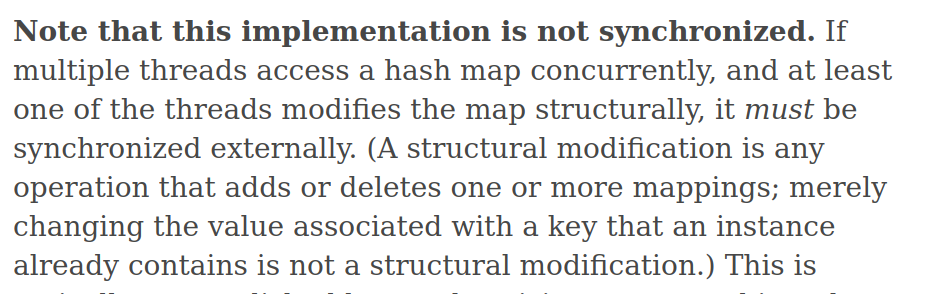 Note that this implementation is not synchronized. If
multiple threads access a hash map concurrently, and at least
one of the threads modifies the map structurally, it must be
synchronized externally. (A structural modification is any
operation that adds or deletes one or more mappings; merely
changing the value associated with a key that an instance
already contains is not a structural modification.) This is